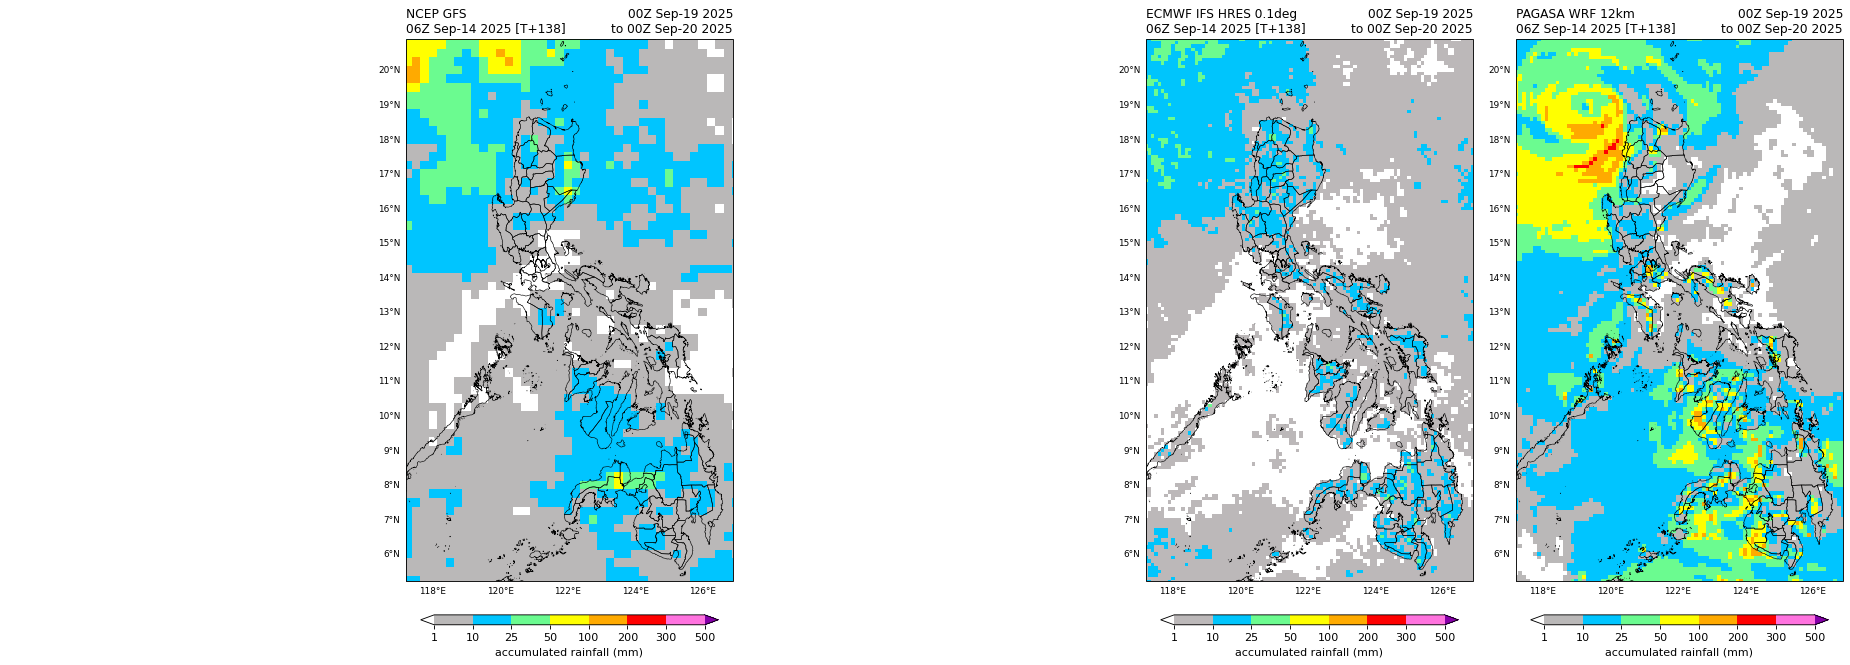 NCEP GFS 00Z Sep-19 2025
06Z Sep-14 2025 [T+138] to 00Z Sep-20 2025
20°N
19°N
18°N
17°N
16°N
15°N
14°N
13°N
12°N
11°N
10°N
9°N
8°N
7°N
6°N
118°E 120°E 122°E 124°E 126°E
1 10 25 50 100 200 300 500
accumulated rainfall (mm)
ECMWF IFS HRES 0.1deg 00Z Sep-19 2025
06Z Sep-14 2025 [T+138] to 00Z Sep-20 2025
20°N
19°N
18°N
17°N
16°N
15°N
14°N
13°N
12°N
11°N
10°N
9°N
8°N
7°N
6°N
118°E 120°E 122°E 124°E 126°E
1 10 25 50 100 200 300 500
accumulated rainfall (mm)
PAGASA WRF 12km 00Z Sep-19 2025
06Z Sep-14 2025 [T+138] to 00Z Sep-20 2025
20°N
19°N
18°N
17°N
16°N
15°N
14°N
13°N
12°N
11°N
10°N
9°N
8°N
7°N
6°N
118°E 120°E 122°E 124°E 126°E
1 10 25 50 100 200 300 500
accumulated rainfall (mm)